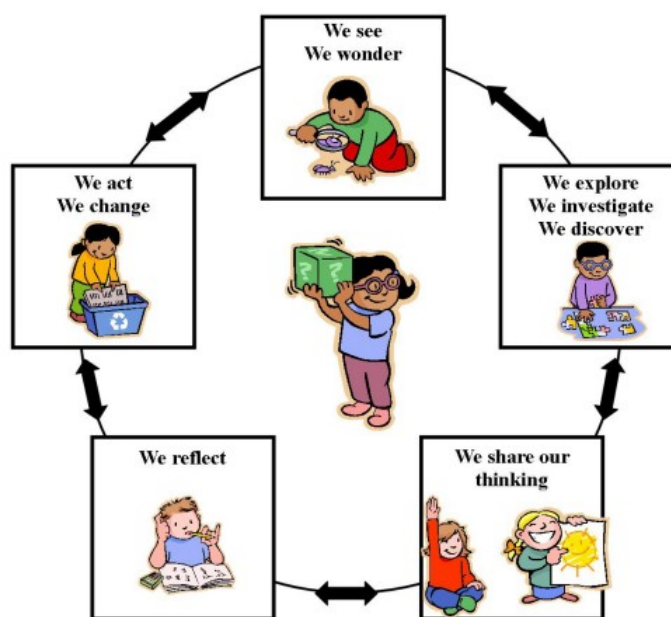 We see
We wonder
We explore
We investigate
We discover
We share our
thinking
We reflect
We act
We change